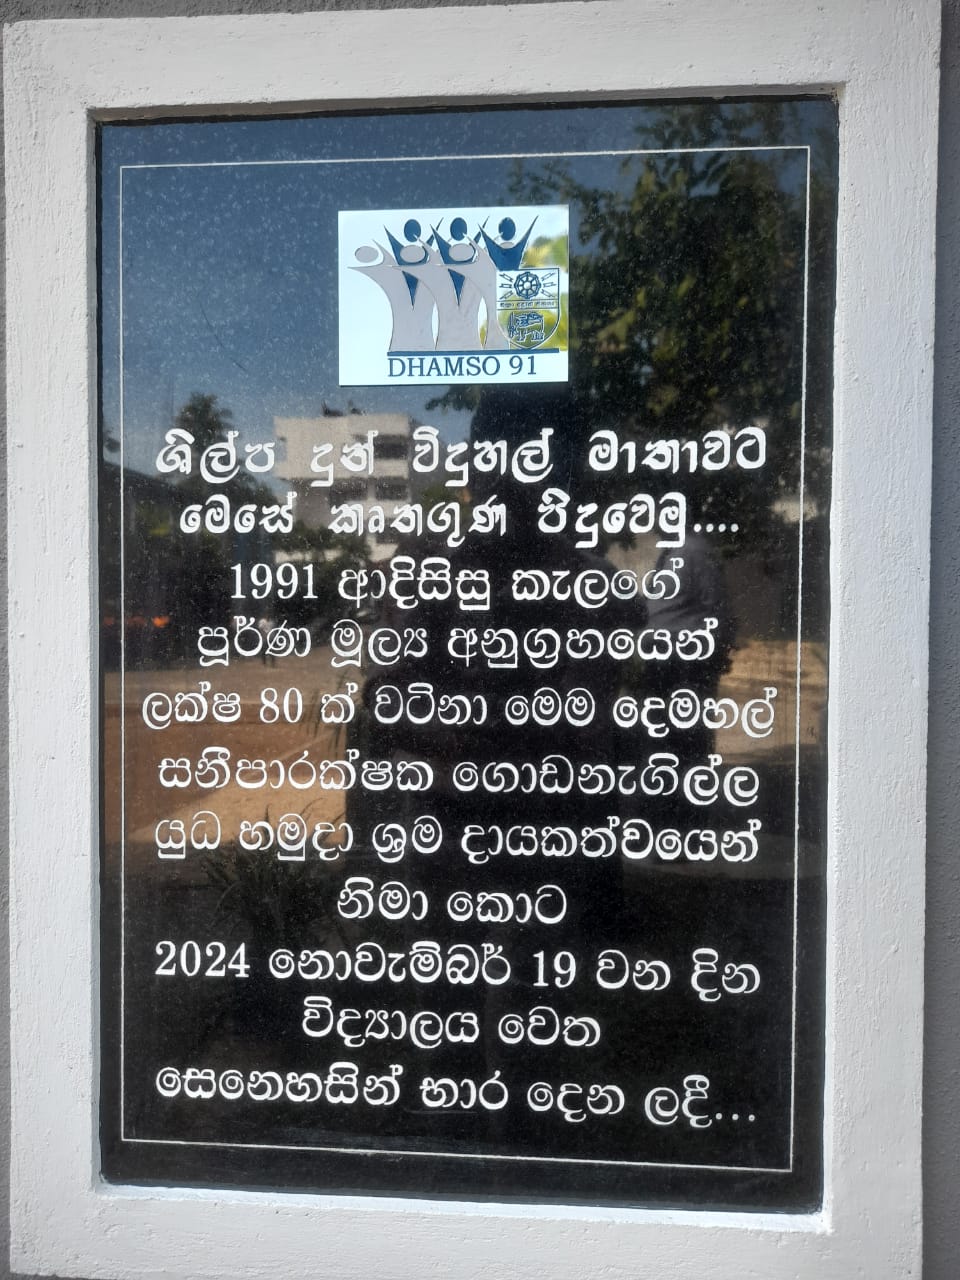 DHAMSO 91
ශිල්ප දුන් විදුහල් මාතාවට
මෙසේ කෘතගුණ පිදුවෙමු....
1991 ආදිසිසු කැලගේ
පූර්ණ මූල්‍ය අනුග්‍රහයෙන්
ලක්ෂ 80 ක් වටිනා මෙම දෙමහල්
සනීපාරක්ෂක ගොඩනැගිල්ල
යුධ හමුදා ශ්‍රම දායකත්වයෙන්
නිමා කොට
2024 නොවැම්බර් 19 වන දින
විද්‍යාලය වෙත
සෙනෙහසින් භාර දෙන ලදී...